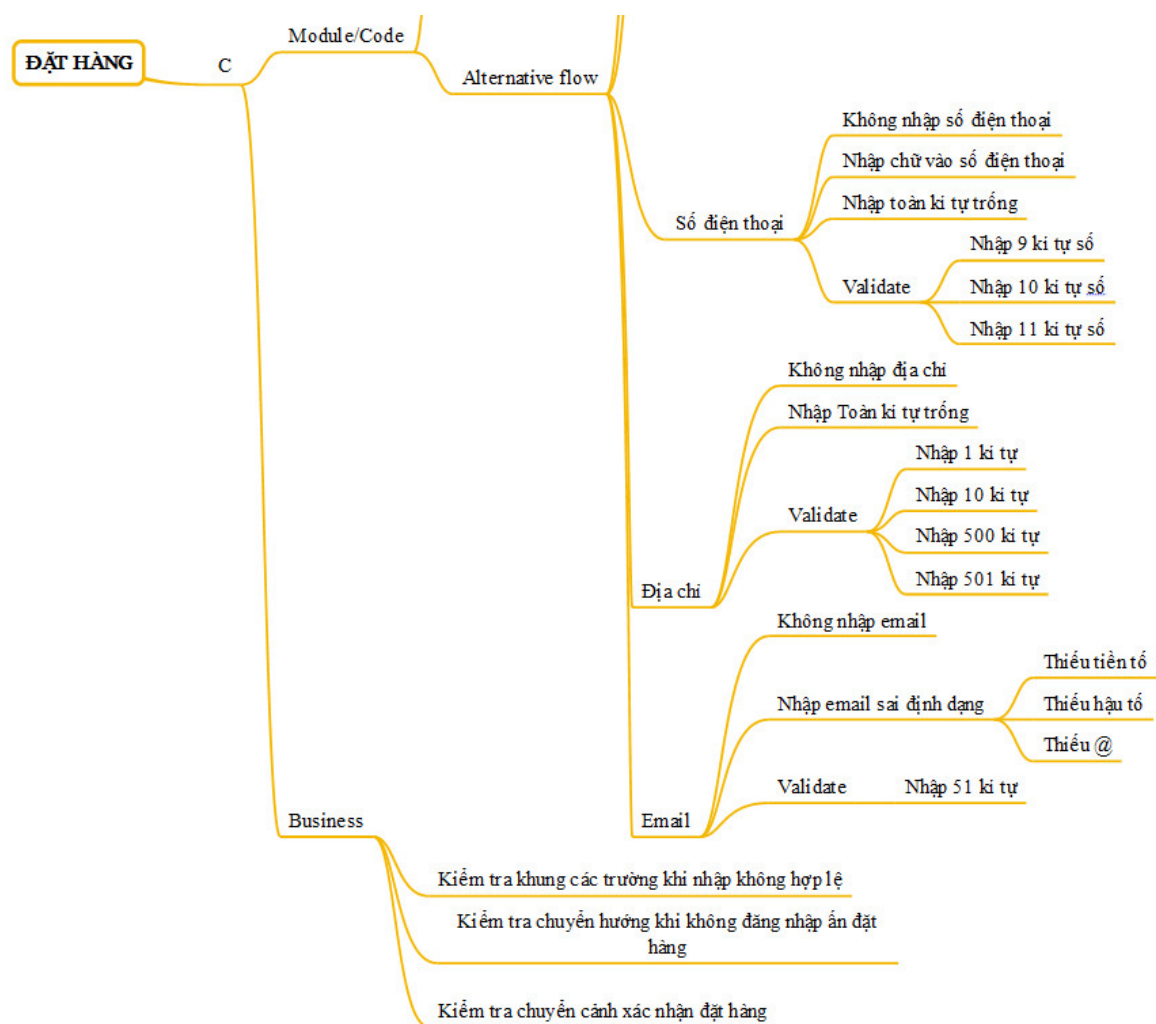 ĐẶT HÀNG
C
Module/Code
Alternative flow
Số điện thoại
Không nhập số điện thoại
Nhập chữ vào số điện thoại
Nhập toàn kí tự trống
Validate
Nhập 9 kí tự số
Nhập 10 kí tự số
Nhập 11 kí tự số
Địa chỉ
Không nhập địa chỉ
Nhập Toàn kí tự trống
Validate
Nhập 1 kí tự
Nhập 10 kí tự
Nhập 500 kí tự
Nhập 501 kí tự
Email
Không nhập email
Nhập email sai định dạng
Thiếu tiền tố
Thiếu hậu tố
Thiếu @
Validate
Nhập 51 kí tự
Business
Kiểm tra khung các trường khi nhập không hợp lệ
Kiểm tra chuyển hướng khi không đăng nhập ấn đặt
hàng
Kiểm tra chuyển cảnh xác nhận đặt hàng